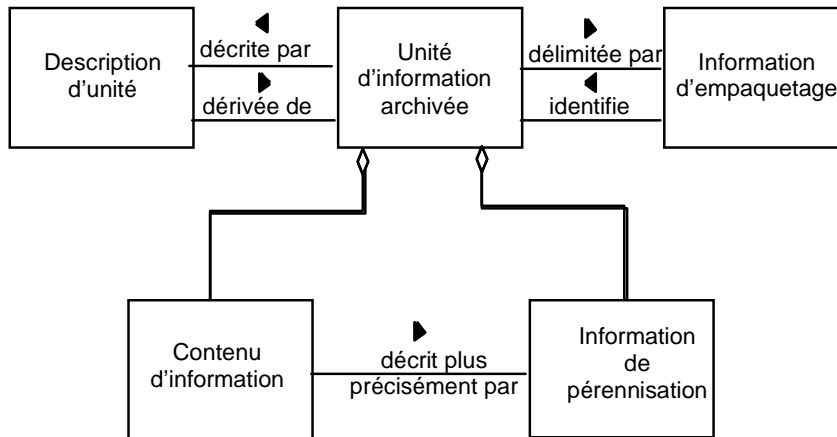 Description
d'unité
décrite par
dérivée de
Unité
d'information
archivée
délimitée par
identifie
Information
d'empaquetage
Contenu
d'information
décrit plus
précisément par
Information
de
pérennisation